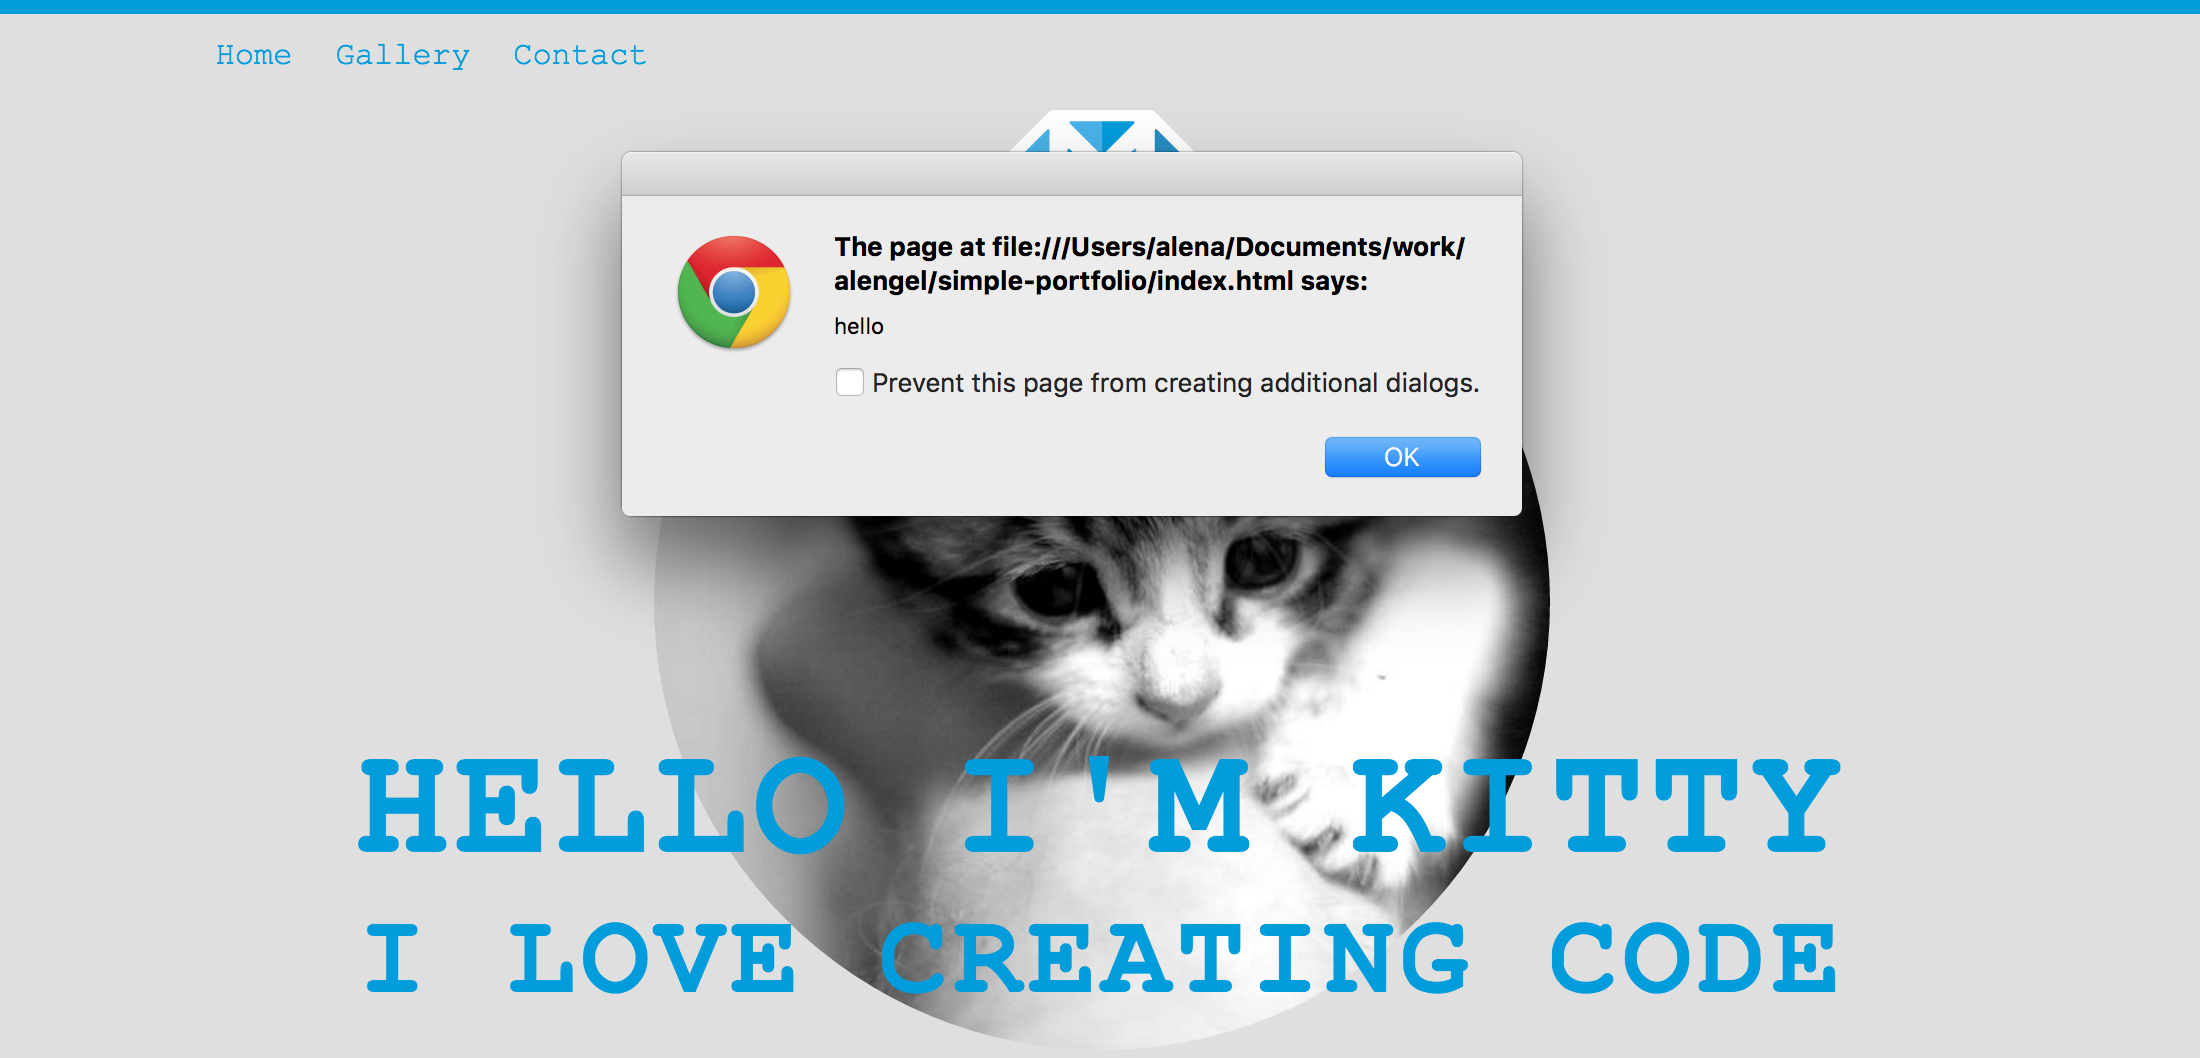 Home Gallery Contact
The page at file:///Users/alena/Documents/work/
alengel/simple-portfolio/index.html says:
hello
Prevent this page from creating additional dialogs.
OK
HELLO I'M KITTY
I LOVE CREATING CODE